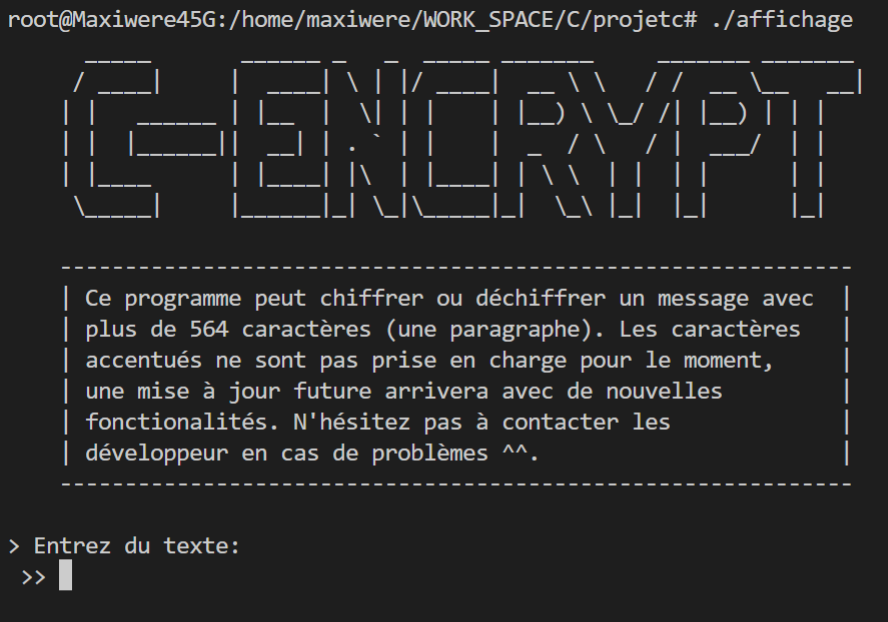 root@Maxiwere45G:/home/maxiwere/WORK_SPACE/C/projetc# ./affichage
C-ENCRYPT
Ce programme peut chiffrer ou déchiffrer un message avec
plus de 564 caractères (une paragraphe). Les caractères
accentués ne sont pas prise en charge pour le moment,
une mise à jour future arrivera avec de nouvelles
fonctionalités. N'hésitez pas à contacter les
développeur en cas de problèmes ^^.
> Entrez du texte:
>>